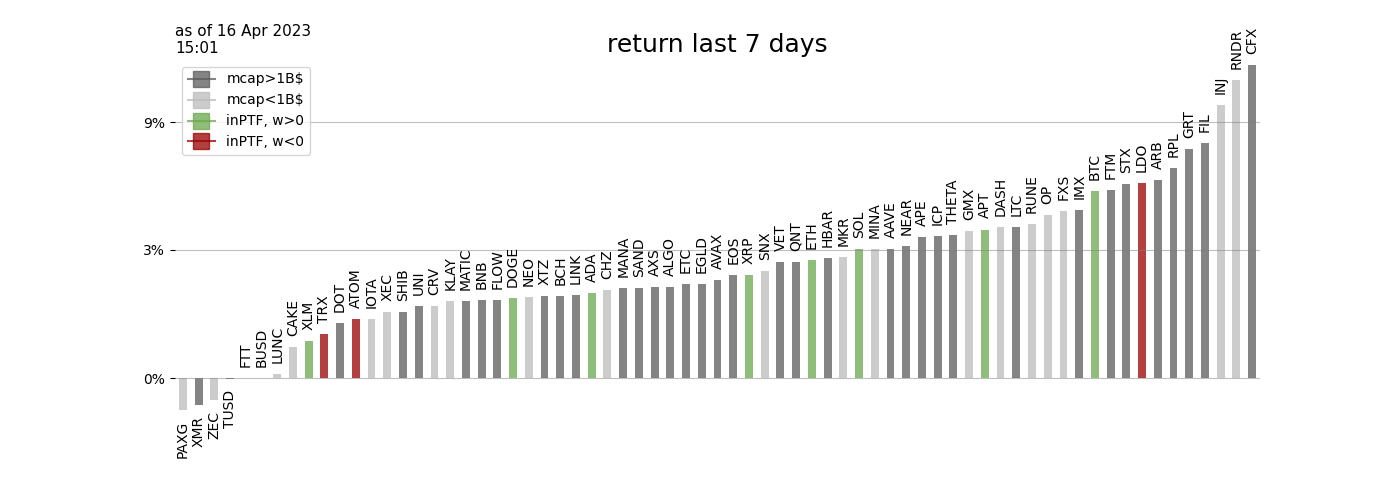 as of 16 Apr 2023
15:01
return last 7 days
mcap>1B$
mcap<1B$
inPTF, w>0
inPTF, w<0
9%
3%
0%
PAXG
XMR
ZEC
TUSD
FTT
BUSD
LUNC
CAKE
XLM
TRX
DOT
ATOM
IOTA
XEC
SHIB
UNI
CRV
KLAY
MATIC
BNB
FLOW
DOGE
NEO
XTZ
BCH
LINK
ADA
CHZ
MANA
SAND
AXS
ALGO
ETC
EGLD
AVAX
EOS
XRP
SNX
VET
QNT
ETH
HBAR
MKR
SOL
MINA
AAVE
NEAR
APE
ICP
THETA
GMX
APT
DASH
LTC
RUNE
OP
FXS
IMX
BTC
FTM
STX
LDO
ARB
RPL
GRT
FIL
INJ
RNDR
CFX